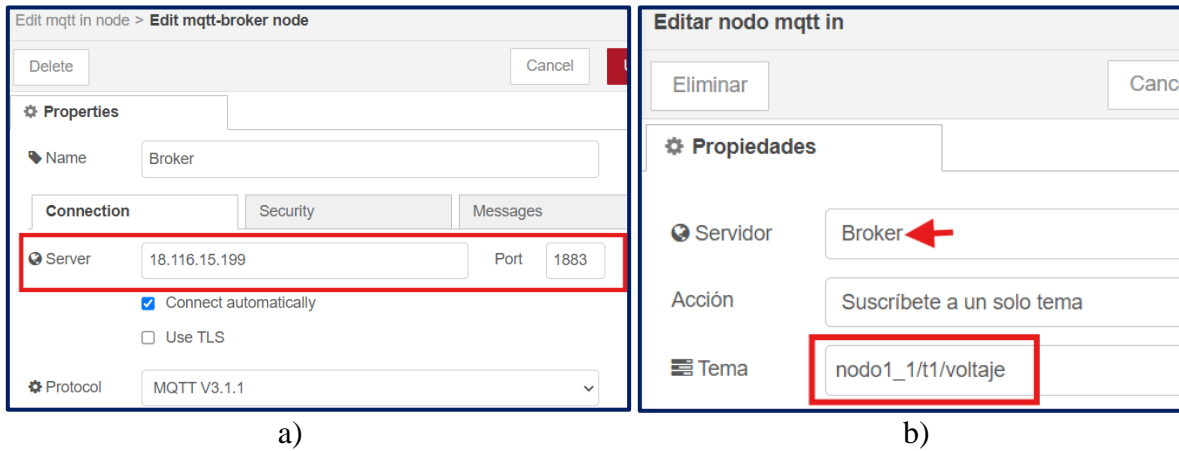 Edit mqtt in node > Edit mqtt-broker node
Delete
Cancel
Properties
Name
Broker
Connection
Security
Messages
Server
18.116.15.199
Port
1883
Connect automatically
Use TLS
Protocol
MQTT V3.1.1
a)
Editar nodo mqtt in
Eliminar
Canc
Propiedades
Servidor
Broker
Acción
Suscríbete a un solo tema
Tema
nodo1_1/t1/voltaje
b)